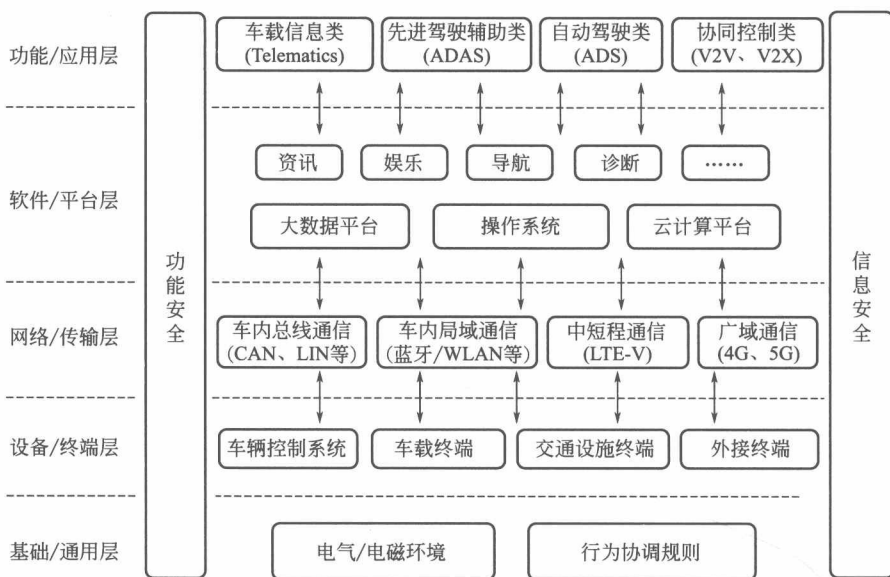 功能/应用层
车载信息类
(Telematics)
先进驾驶辅助类
(ADAS)
自动驾驶类
(ADS)
协同控制类
(V2V、V2X)
软件/平台层
资讯
娱乐
导航
诊断
……
大数据平台
操作系统
云计算平台
功能安全
信息安全
网络/传输层
车内总线通信
(CAN、LIN等)
车内局域通信
(蓝牙/WLAN等)
中短程通信
(LTE-V)
广域通信
(4G、5G)
设备/终端层
车辆控制系统
车载终端
交通设施终端
外接终端
基础/通用层
电气/电磁环境
行为协调规则